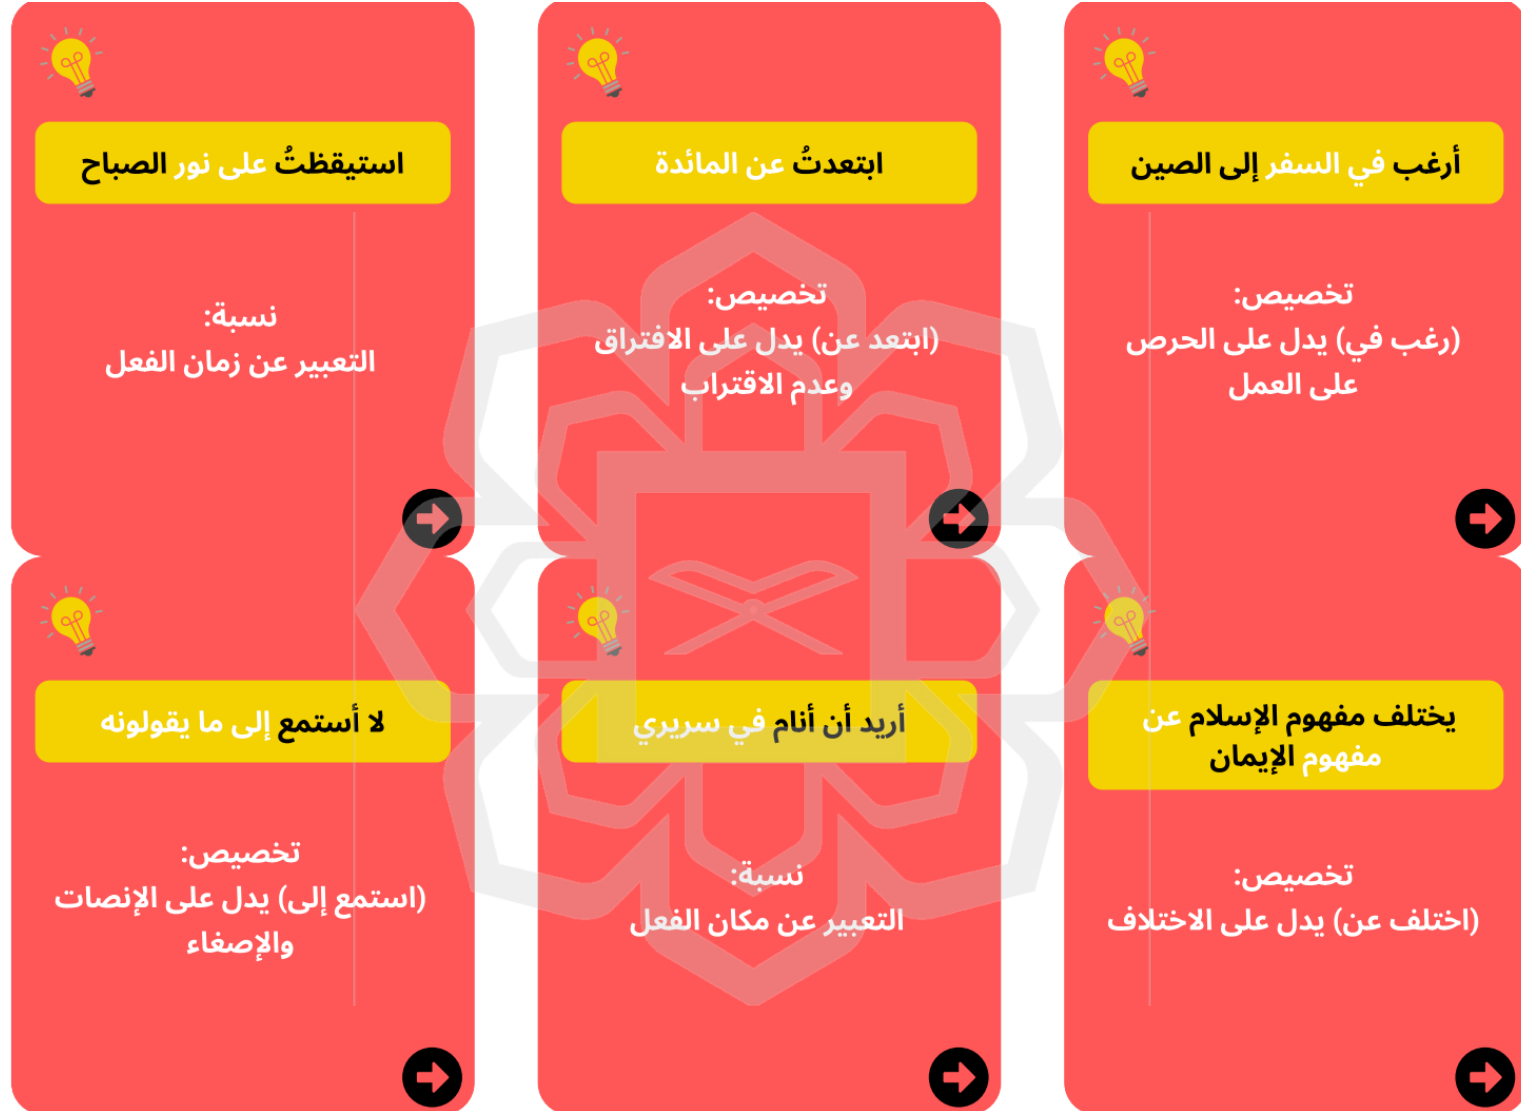 أرغب في السفر إلى الصين
تخصيص:
(رغب في) يدل على الحرص
على العمل
ابتعدتُ عن المائدة
تخصيص:
(ابتعد عن) يدل على الافتراق
وعدم الاقتراب
استيقظتُ على نور الصباح
نسبة:
التعبير عن زمان الفعل
يختلف مفهوم الإسلام عن
مفهوم الإيمان
تخصيص:
(اختلف عن) يدل على الاختلاف
أريد أن أنام في سريري
نسبة:
التعبير عن مكان الفعل
لا أستمع إلى ما يقولونه
تخصيص:
(استمع إلى) يدل على الإنصات
والإصغاء